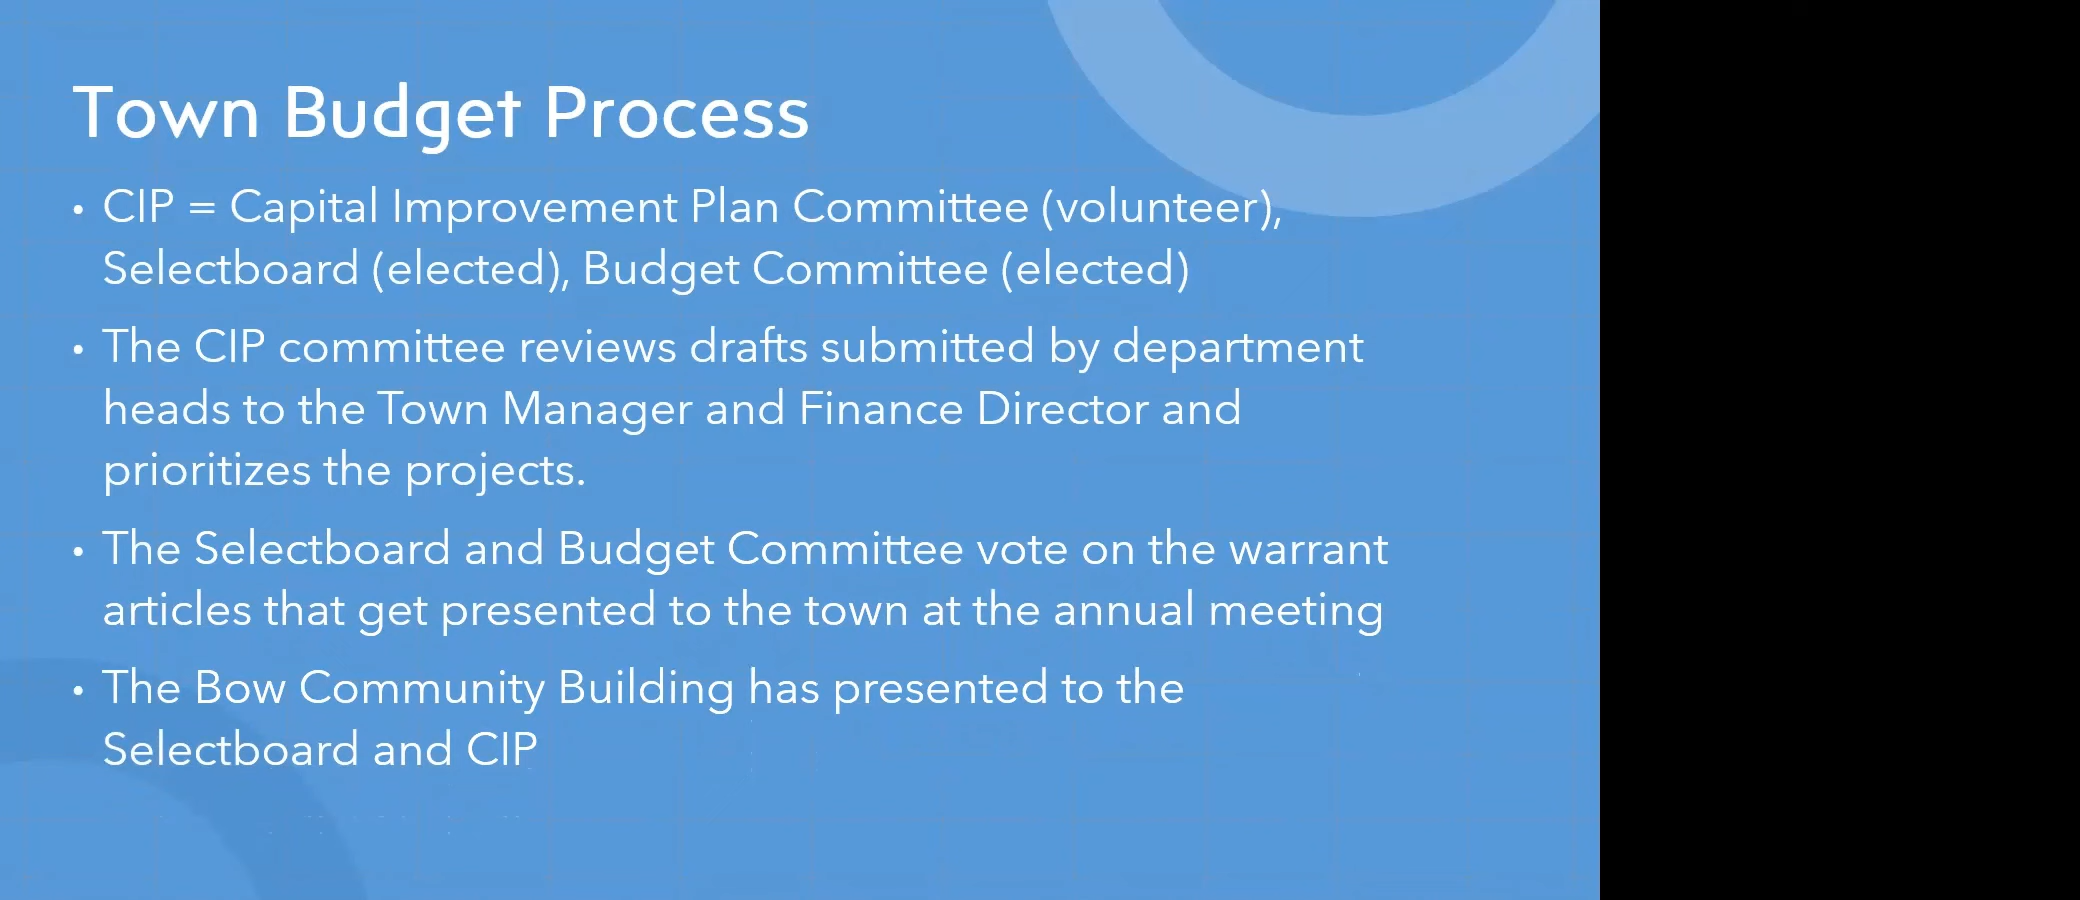 Town Budget Process
• CIP = Capital Improvement Plan Committee (volunteer),
Selectboard (elected), Budget Committee (elected)
• The CIP committee reviews drafts submitted by department
heads to the Town Manager and Finance Director and
prioritizes the projects.
• The Selectboard and Budget Committee vote on the warrant
articles that get presented to the town at the annual meeting
• The Bow Community Building has presented to the
Selectboard and CIP